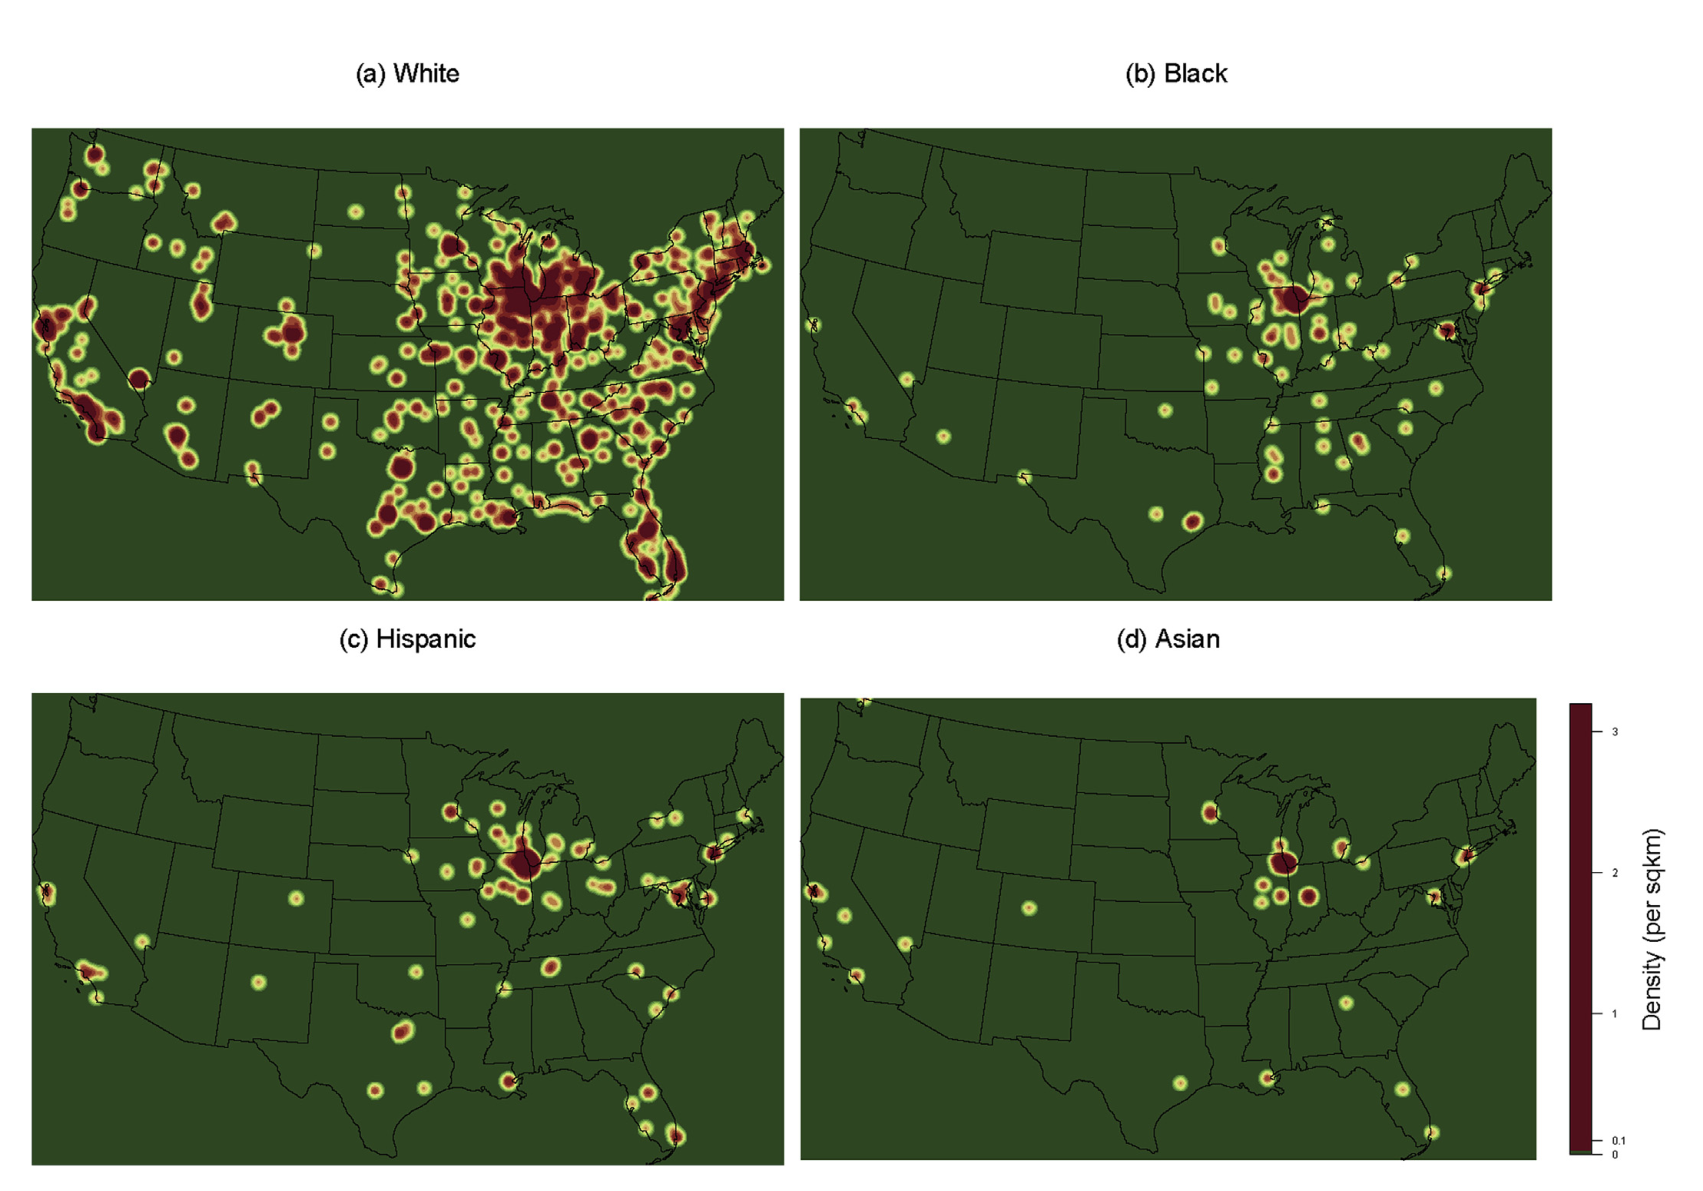 (a) White
(b) Black
(c) Hispanic
(d) Asian
3
2
1
0.1
0
Density (per sqkm)